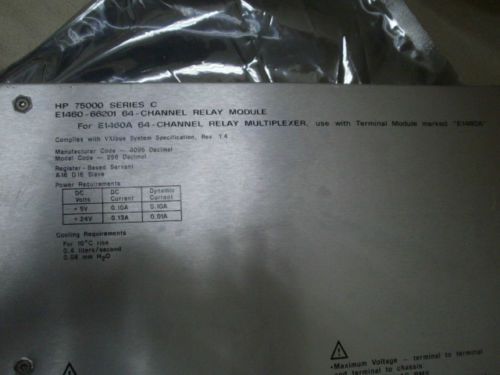 HP 75000 SERIES C
E1460-66201 64-CHANNEL RELAY MODULE
For E1460A 64-CHANNEL RELAY MULTIPLEXER, use with Terminal Module marked "E1460A"
Complies with VXIbus System Specification, Rev. 1.4
Manufacturer Code - 4095 Decimal
Model Code - 256 Decimal
Register-Based Servant
A16 D16 Slave
Power Requirements
DC Volts DC Current Dynamic Current
+5V 0.10A 0.10A
+24V 0.13A 0.01A
Cooling Requirements
For 10°C rise
0.4 liters/second
0.08 mm H2O
Maximum Voltage - terminal to terminal
and terminal to chassis